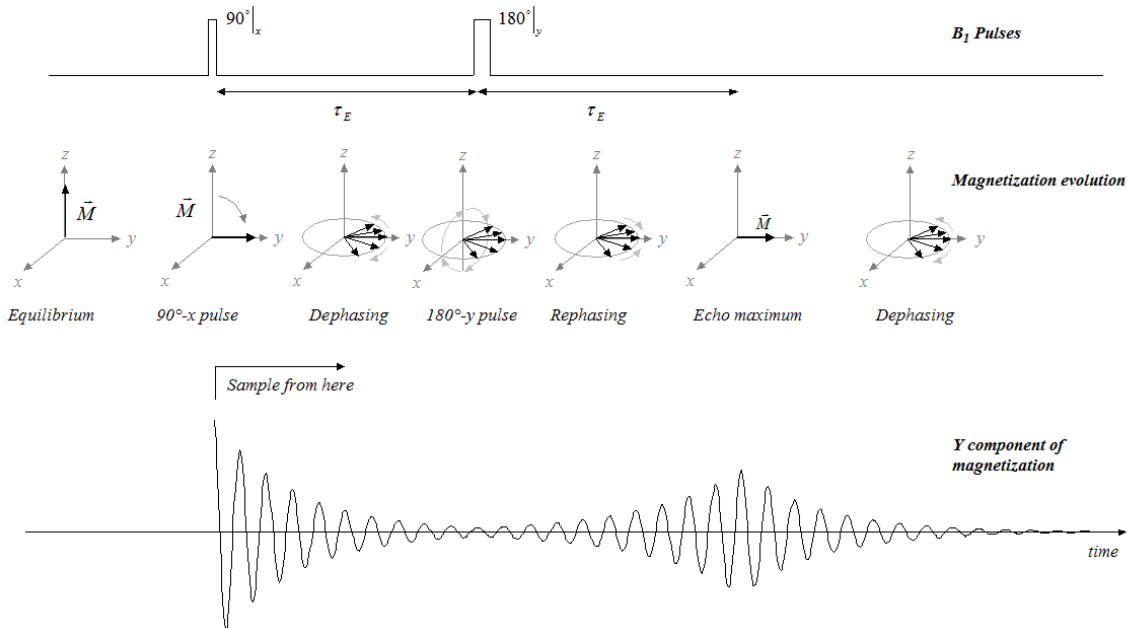 90°|x
180°|y
B1 Pulses
τE
τE
z
z
z
z
z
z
z
Magnetization evolution
M⃗
M⃗
M⃗
y
y
y
y
y
y
y
x
x
x
x
x
x
x
Equilibrium
90°-x pulse
Dephasing
180°-y pulse
Rephasing
Echo maximum
Dephasing
Sample from here
Y component of
magnetization
time